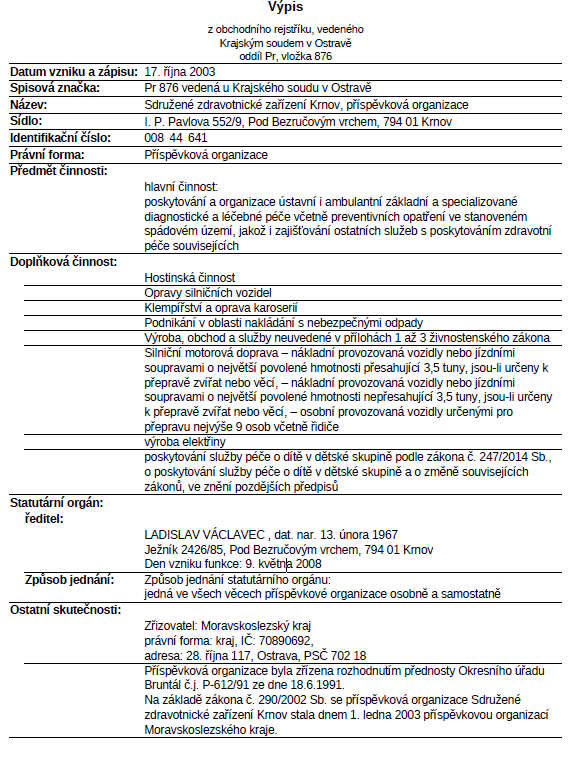 Výpis
z obchodního rejstříku, vedeného
Krajským soudem v Ostravě
oddíl Pr, vložka 876
Datum vzniku a zápisu: 17. října 2003
Spisová značka: Pr 876 vedená u Krajského soudu v Ostravě
Název: Sdružené zdravotnické zařízení Krnov, příspěvková organizace
Sídlo: I. P. Pavlova 552/9, Pod Bezručovým vrchem, 794 01 Krnov
Identifikační číslo: 008 44 641
Právní forma: Příspěvková organizace
Předmět činnosti:
hlavní činnost:
poskytování a organizace ústavní i ambulantní základní a specializované
diagnostické a léčebné péče včetně preventivních opatření ve stanoveném
spádovém území, jakož i zajišťování ostatních služeb s poskytováním zdravotní
péče souvisejících
Doplňková činnost:
Hostinská činnost
Opravy silničních vozidel
Klempířství a oprava karoserií
Podnikání v oblasti nakládání s nebezpečnými odpady
Výroba, obchod a služby neuvedené v přílohách 1 až 3 živnostenského zákona
Silniční motorová doprava – nákladní provozovaná vozidly nebo jízdními
soupravami o největší povolené hmotnosti přesahující 3,5 tuny, jsou-li určeny k
přepravě zvířat nebo věcí, – nákladní provozovaná vozidly nebo jízdními
soupravami o největší povolené hmotnosti nepřesahující 3,5 tuny, jsou-li určeny
k přepravě zvířat nebo věcí, – osobní provozovaná vozidly určenými pro
přepravu nejvýše 9 osob včetně řidiče
výroba elektřiny
poskytování služby péče o dítě v dětské skupině podle zákona č. 247/2014 Sb.,
o poskytování služby péče o dítě v dětské skupině a o změně souvisejících
zákonů, ve znění pozdějších předpisů
Statutární orgán:
ředitel:
LADISLAV VÁCLAVEC , dat. nar. 13. února 1967
Ježník 2426/85, Pod Bezručovým vrchem, 794 01 Krnov
Den vzniku funkce: 9. května 2008
Způsob jednání: Způsob jednání statutárního orgánu:
jedná ve všech věcech příspěvkové organizace osobně a samostatně
Ostatní skutečnosti:
Zřizovatel: Moravskoslezský kraj
právní forma: kraj, IČ: 70890692,
adresa: 28. října 117, Ostrava, PSČ 702 18
Příspěvková organizace byla zřízena rozhodnutím přednosty Okresního úřadu
Bruntál č.j. P-612/91 ze dne 18.6.1991.
Na základě zákona č. 290/2002 Sb. se příspěvková organizace Sdružené
zdravotnické zařízení Krnov stala dnem 1. ledna 2003 příspěvkovou organizací
Moravskoslezského kraje.